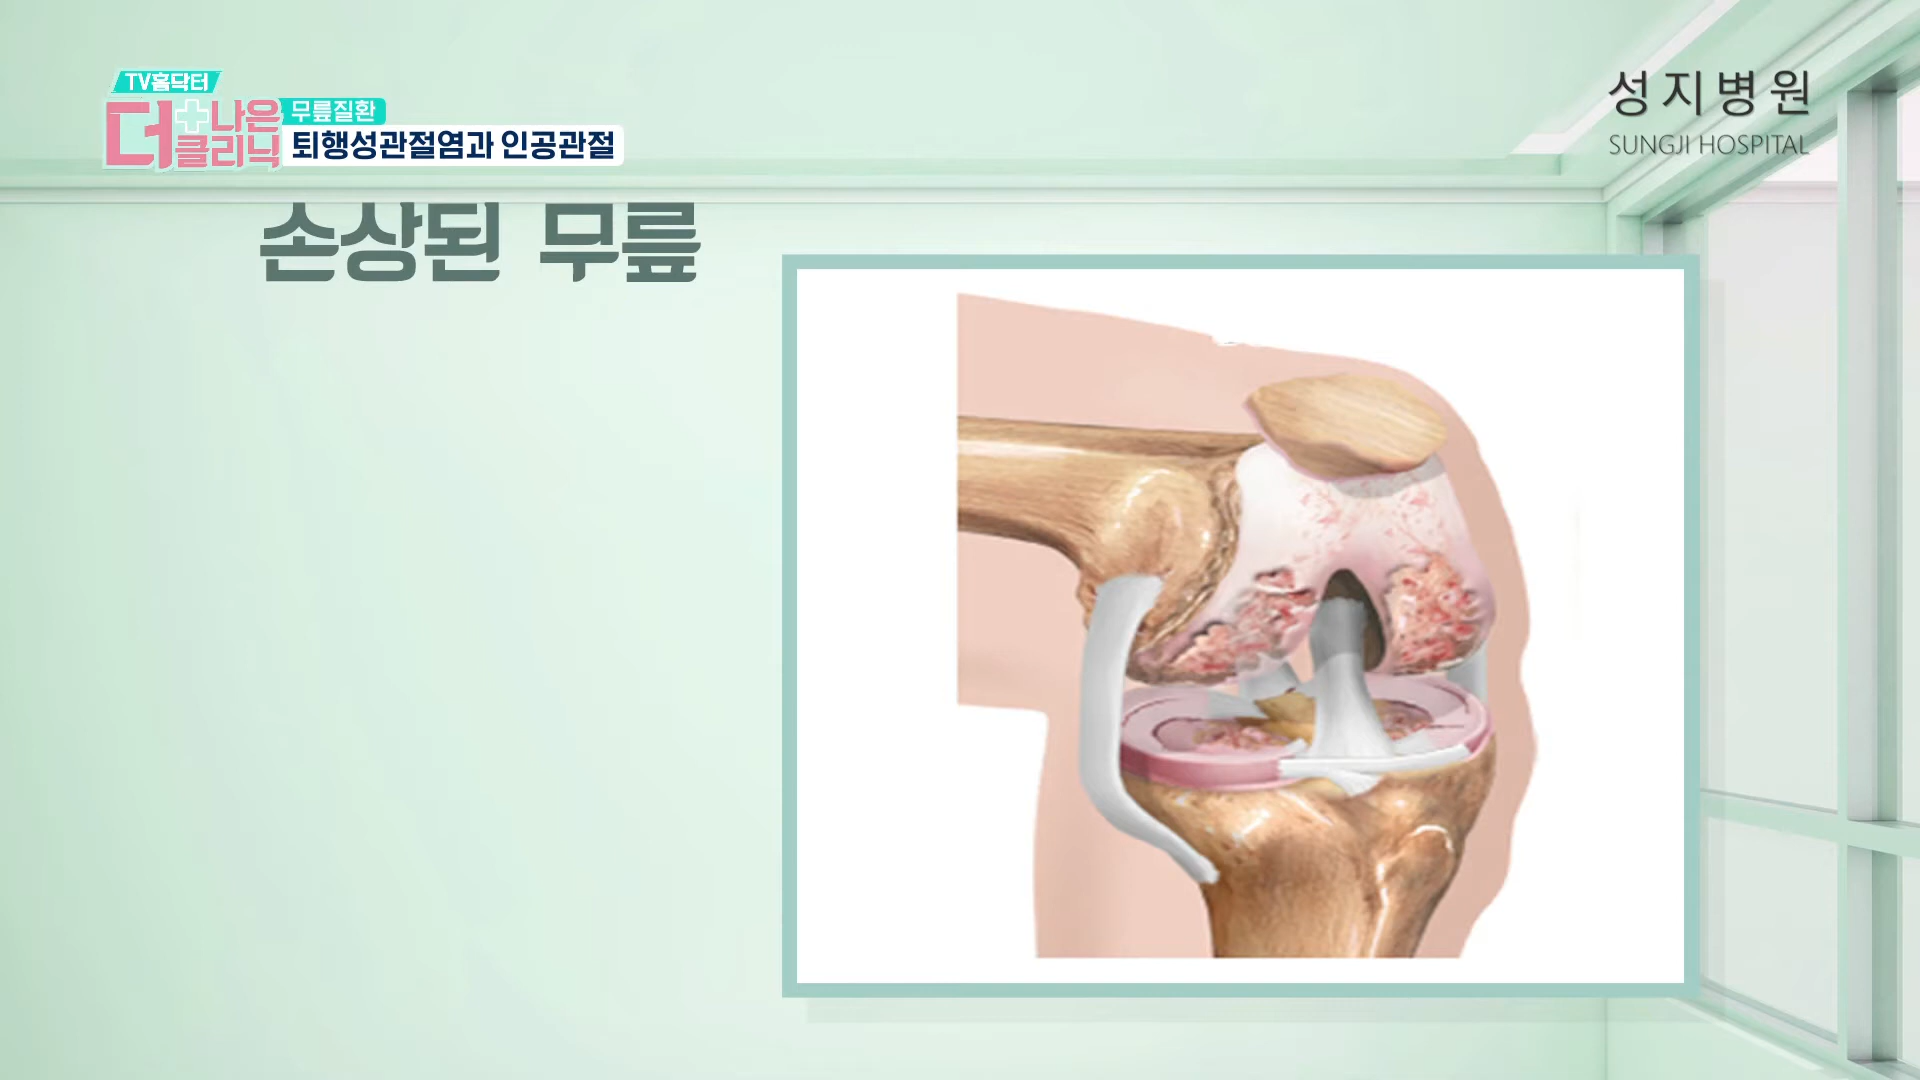 TV홈닥터
더나은
클리닉
무릎질환
퇴행성관절염과 인공관절
성지병원
SUNGJI HOSPITAL
손상된 무릎